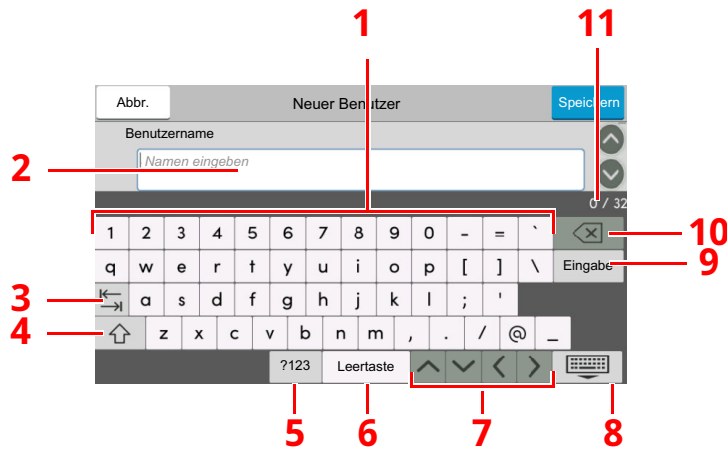 1 11
Abbr. Neuer Benutzer Speichern
Benutzername
2 Namen eingeben
0 / 32
1 2 3 4 5 6 7 8 9 0 - = ` 10
q w e r t y u i o p [ ] \ Eingabe 9
3 a s d f g h j k l ; '
4 z x c v b n m , . / @ _
?123 Leertaste
5 6 7 8